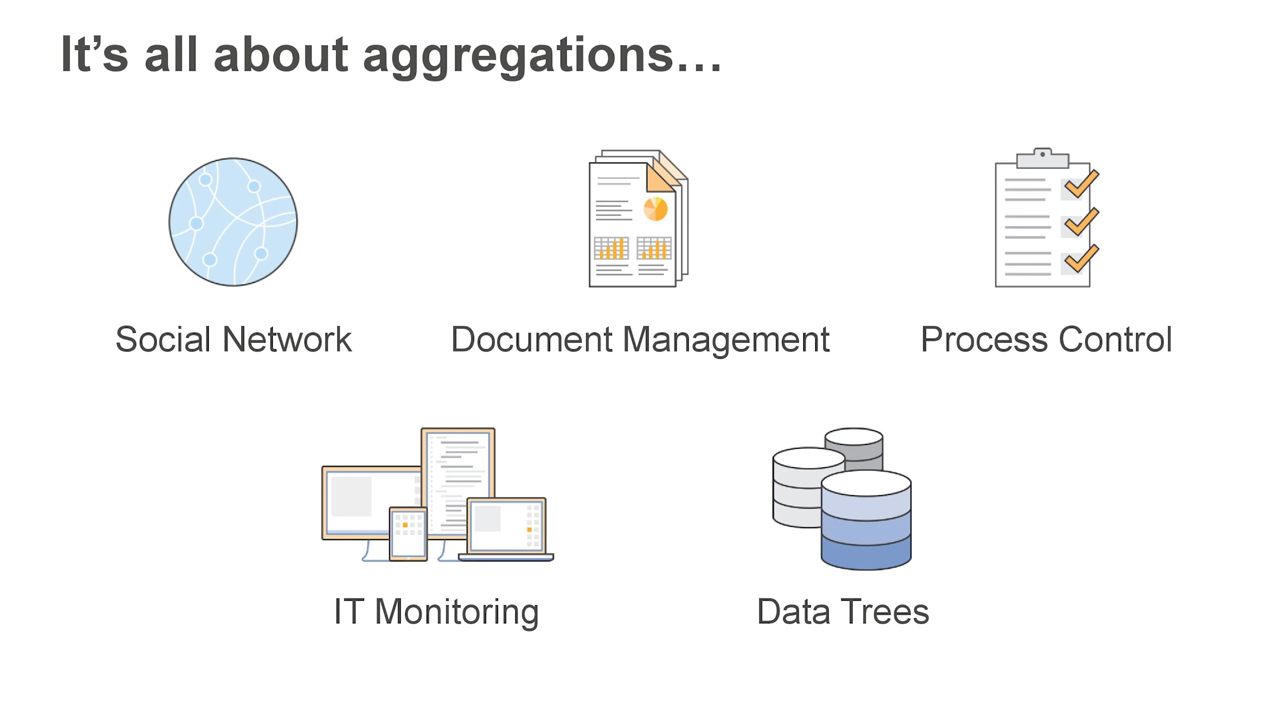 It’s all about aggregations…
Social Network
Document Management
Process Control
IT Monitoring
Data Trees